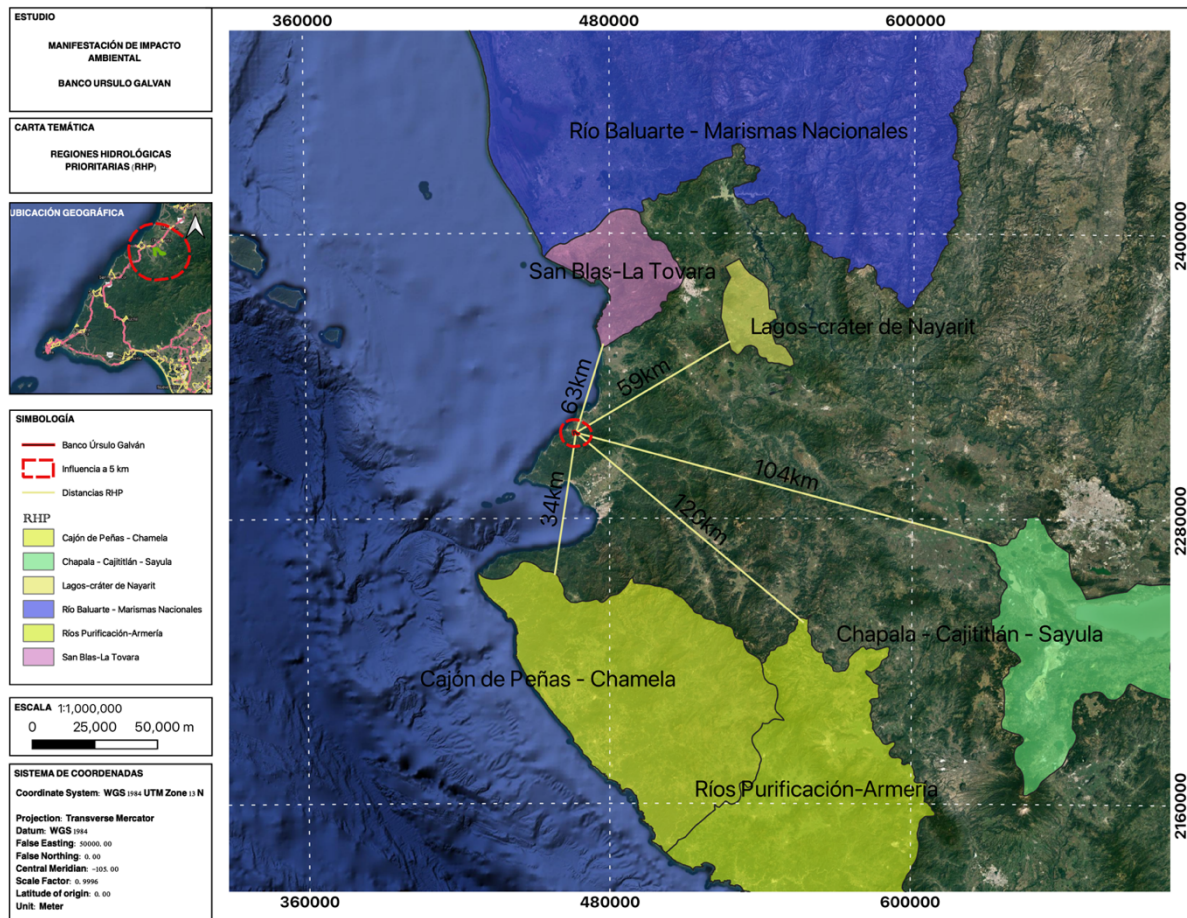 ESTUDIO
MANIFESTACIÓN DE IMPACTO
AMBIENTAL
BANCO URSULO GALVAN
CARTA TEMÁTICA
REGIONES HIDROLÓGICAS
PRIORITARIAS (RHP)
UBICACIÓN GEOGRÁFICA
SIMBOLOGÍA
Banco Úrsulo Galván
Influencia a 5 km
Distancias RHP
RHP
Cajón de Peñas - Chamela
Chapala - Cajititlán - Sayula
Lagos-cráter de Nayarit
Río Baluarte - Marismas Nacionales
Ríos Purificación-Armería
San Blas-La Tovara
ESCALA 1:1,000,000
0 25,000 50,000 m
SISTEMA DE COORDENADAS
Coordinate System: WGS 1984 UTM Zone 13 N
Projection: Transverse Mercator
Datum: WGS 1984
False Easting: 50000. 00
False Northing: 0. 00
Central Meridian: -105. 00
Scale Factor: 0. 9996
Latitude of origin: 0. 00
Unit: Meter
360000 480000 600000
Río Baluarte - Marismas Nacionales
San Blas-La Tovara
Lagos-cráter de Nayarit
63km
59km
104km
34km
Chapala - Cajititlán - Sayula
Cajón de Peñas - Chamela
Ríos Purificación-Armería
2400000
2280000
2160000
360000 480000 600000